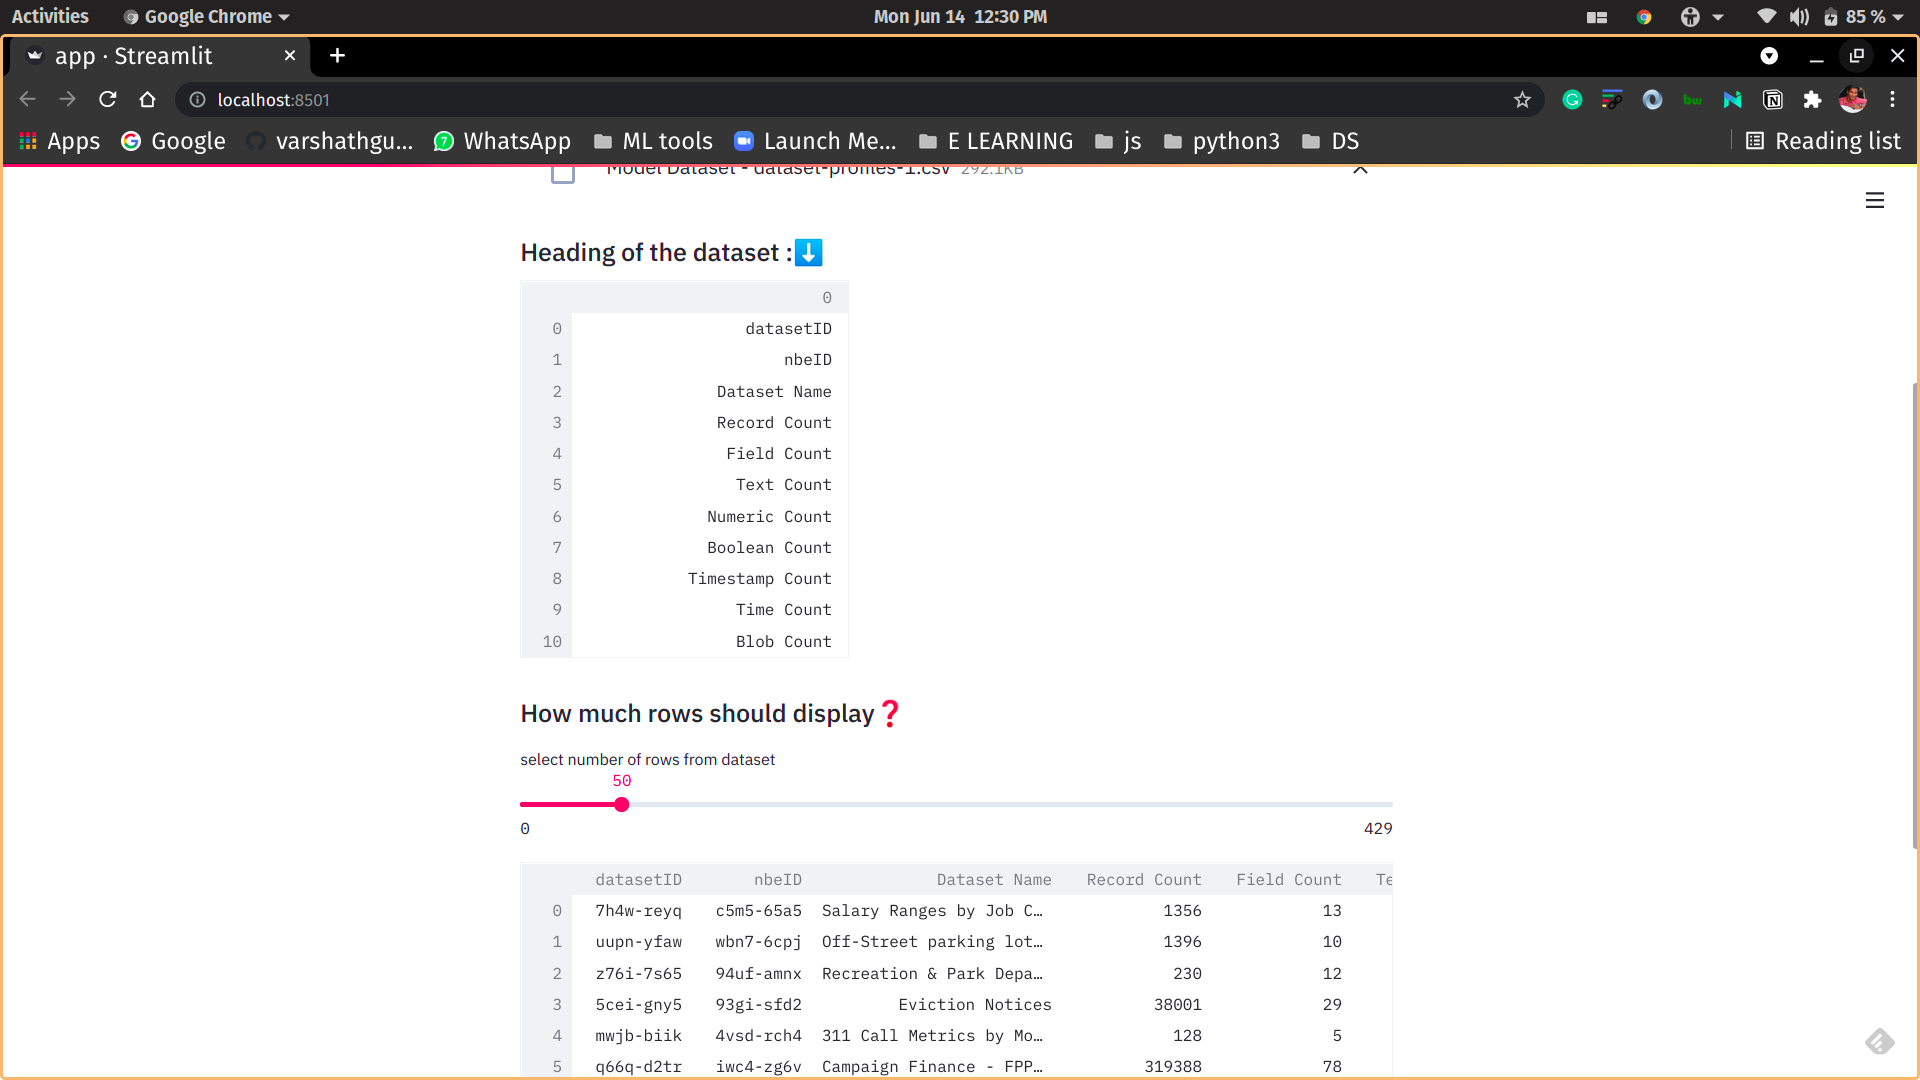 Activities Google Chrome Mon Jun 14 12:30 PM 85 %
app · Streamlit
localhost:8501
Apps Google varshathgu... 7 WhatsApp ML tools Launch Me... E LEARNING js python3 DS Reading list
Model Dataset - dataset-profiles-1.csv 292.1KB
Heading of the dataset :⬇️
0
0 datasetID
1 nbeID
2 Dataset Name
3 Record Count
4 Field Count
5 Text Count
6 Numeric Count
7 Boolean Count
8 Timestamp Count
9 Time Count
10 Blob Count
How much rows should display❓
select number of rows from dataset
50
0 429
datasetID nbeID Dataset Name Record Count Field Count Te
0 7h4w-reyq c5m5-65a5 Salary Ranges by Job C… 1356 13
1 uupn-yfaw wbn7-6cpj Off-Street parking lot… 1396 10
2 z76i-7s65 94uf-amnx Recreation & Park Depa… 230 12
3 5cei-gny5 93gi-sfd2 Eviction Notices 38001 29
4 mwjb-biik 4vsd-rch4 311 Call Metrics by Mo… 128 5
5 q66q-d2tr iwc4-zg6v Campaign Finance - FPP… 319388 78